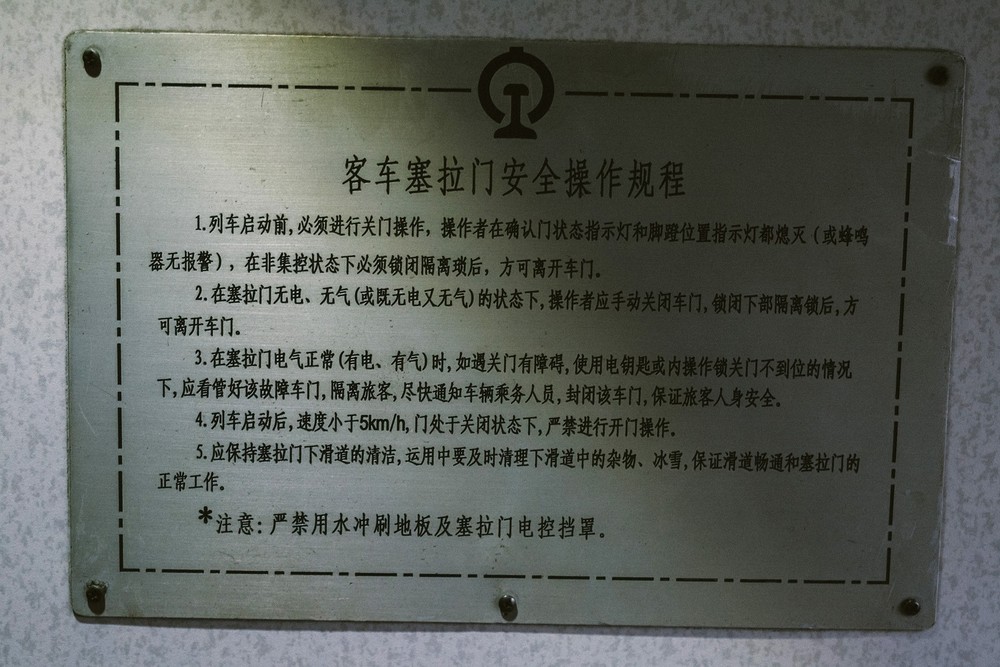 客车塞拉门安全操作规程
1.列车启动前,必须进行关门操作，操作者在确认门状态指示灯和脚蹬位置指示灯都熄灭（或蜂鸣
器无报警），在非集控状态下必须锁闭隔离琐后，方可离开车门。
2.在塞拉门无电、无气(或既无电又无气)的状态下,操作者应手动关闭车门,锁闭下部隔离锁后,方
可离开车门。
3.在塞拉门电气正常(有电、有气)时,如遇关门有障碍,使用电钥匙或内操作锁关门不到位的情况
下,应看管好该故障车门,隔离旅客,尽快通知车辆乘务人员,封闭该车门,保证旅客人身安全。
4.列车启动后,速度小于5km/h,门处于关闭状态下,严禁进行开门操作。
5.应保持塞拉门下滑道的清洁,运用中要及时清理下滑道中的杂物、冰雪,保证滑道畅通和塞拉门的
正常工作。
*注意:严禁用水冲刷地板及塞拉门电控挡罩。